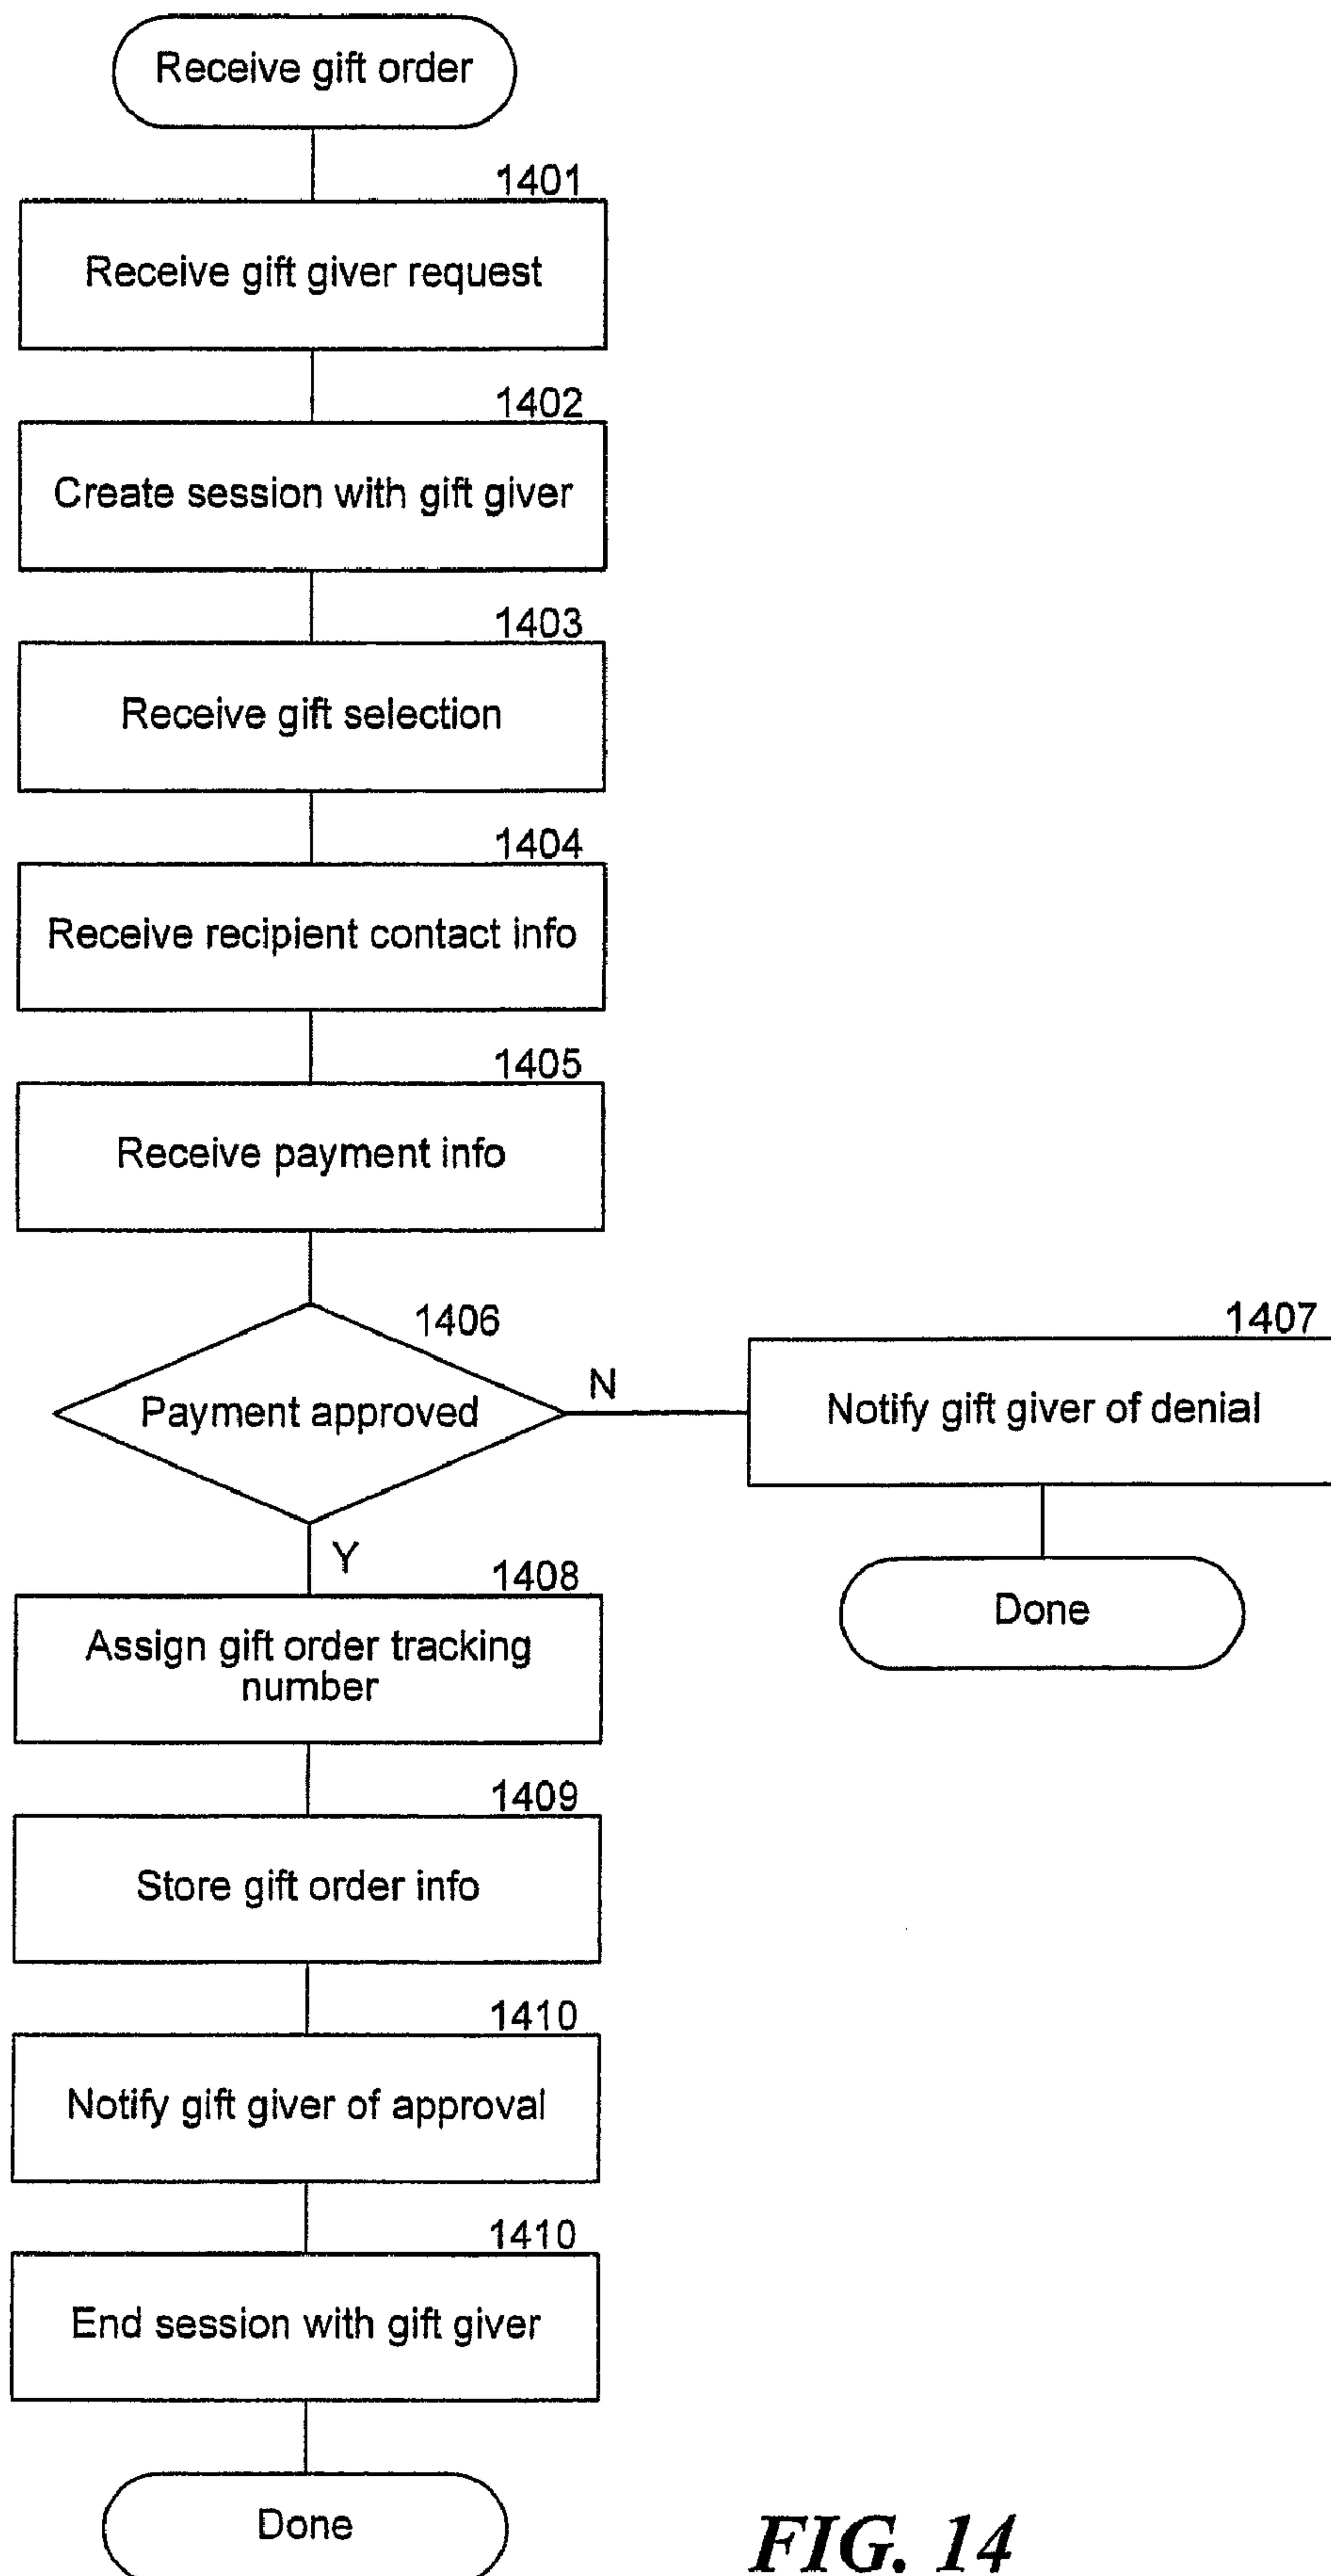 Receive gift order
1401
Receive gift giver request
1402
Create session with gift giver
1403
Receive gift selection
1404
Receive recipient contact info
1405
Receive payment info
1406
Payment approved
N
1407
Notify gift giver of denial
Done
Y
1408
Assign gift order tracking
number
1409
Store gift order info
1410
Notify gift giver of approval
1410
End session with gift giver
Done
FIG. 14